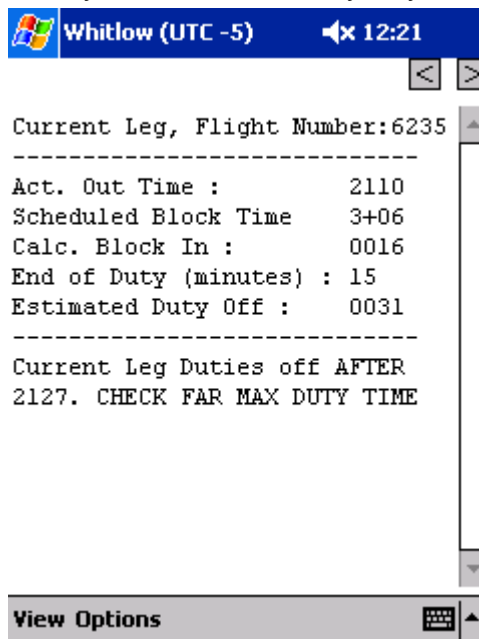 Whitlow (UTC -5) 12:21
< >
Current Leg, Flight Number:6235
-----------------------------
Act. Out Time : 2110
Scheduled Block Time 3+06
Calc. Block In : 0016
End of Duty (minutes) : 15
Estimated Duty Off : 0031
-----------------------------
Current Leg Duties off AFTER
2127. CHECK FAR MAX DUTY TIME
View Options